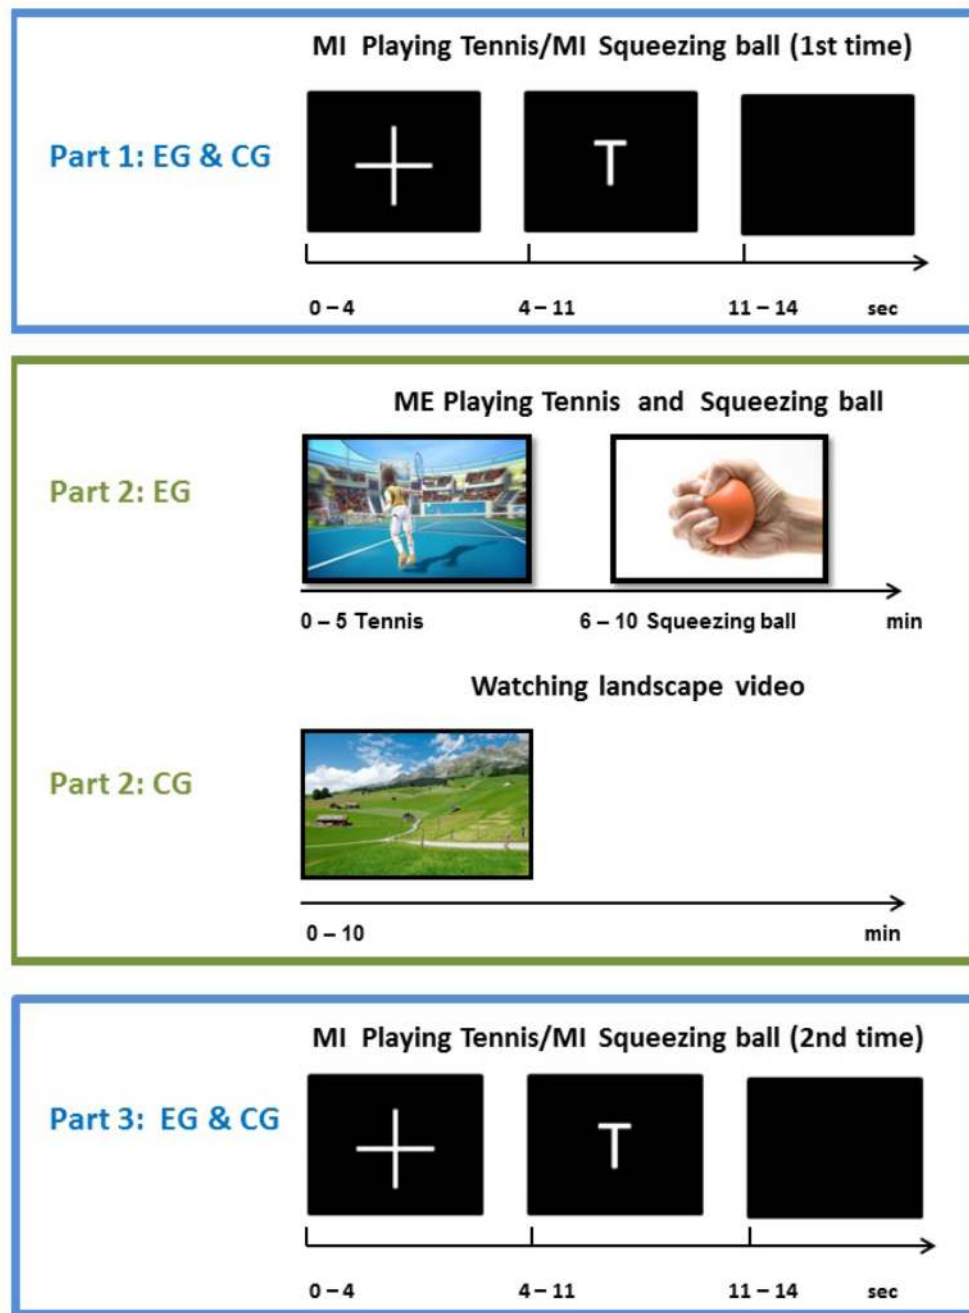 MI Playing Tennis/MI Squeezing ball (1st time)
Part 1: EG & CG
T
0 – 4 4 – 11 11 – 14 sec
ME Playing Tennis and Squeezing ball
Part 2: EG
0 – 5 Tennis 6 – 10 Squeezing ball min
Watching landscape video
Part 2: CG
0 – 10 min
MI Playing Tennis/MI Squeezing ball (2nd time)
Part 3: EG & CG
T
0 – 4 4 – 11 11 – 14 sec